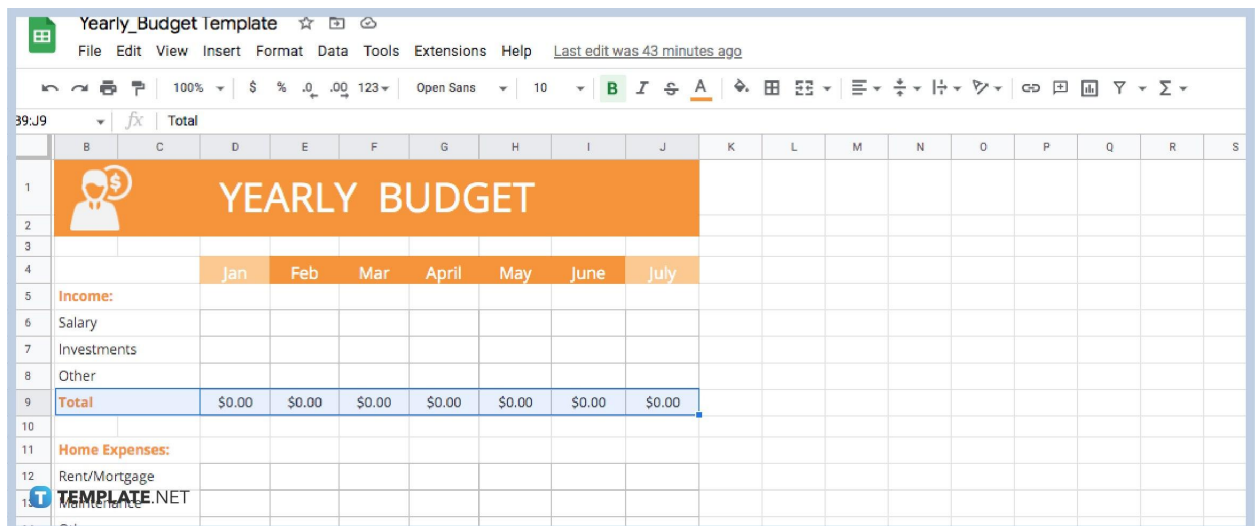 Yearly_Budget Template
File Edit View Insert Format Data Tools Extensions Help Last edit was 43 minutes ago
100% $ % .0 .00 123 Open Sans 10 B I S A
B9:J9 fx Total
B C D E F G H I J K L M N O P Q R S
$
1 YEARLY BUDGET
2
3
4 Jan Feb Mar April May June July
5 Income:
6 Salary
7 Investments
8 Other
9 Total $0.00 $0.00 $0.00 $0.00 $0.00 $0.00 $0.00
10
11 Home Expenses:
12 Rent/Mortgage
13 Maintenance
T TEMPLATE.NET